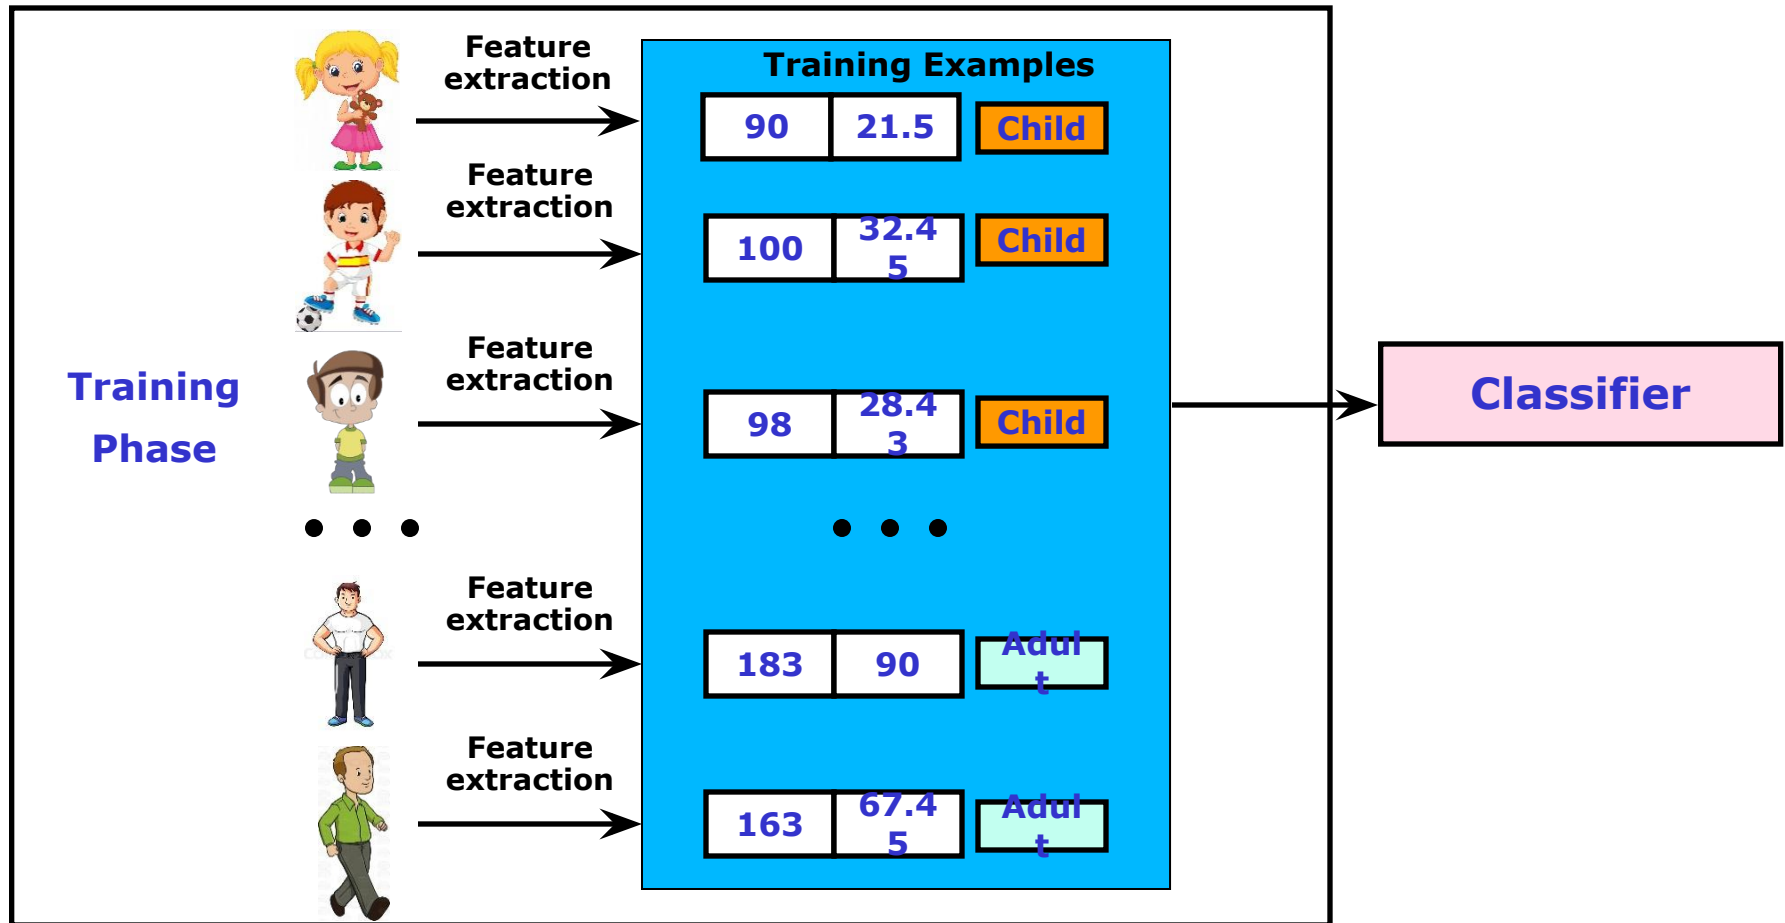 Feature
extraction
Training Examples
90 21.5 Child
Feature
extraction
100 32.4
5 Child
Feature
extraction
98 28.4
3 Child
Training
Phase
Classifier
Feature
extraction
183 90 Adul
t
Feature
extraction
163 67.4
5 Adul
t